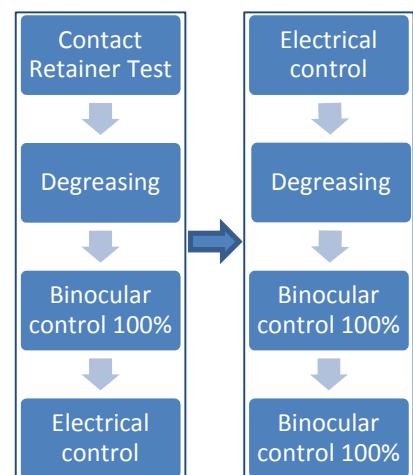 Contact
Retainer Test
Degreasing
Binocular
control 100%
Electrical
control
Electrical
control
Degreasing
Binocular
control 100%
Binocular
control 100%